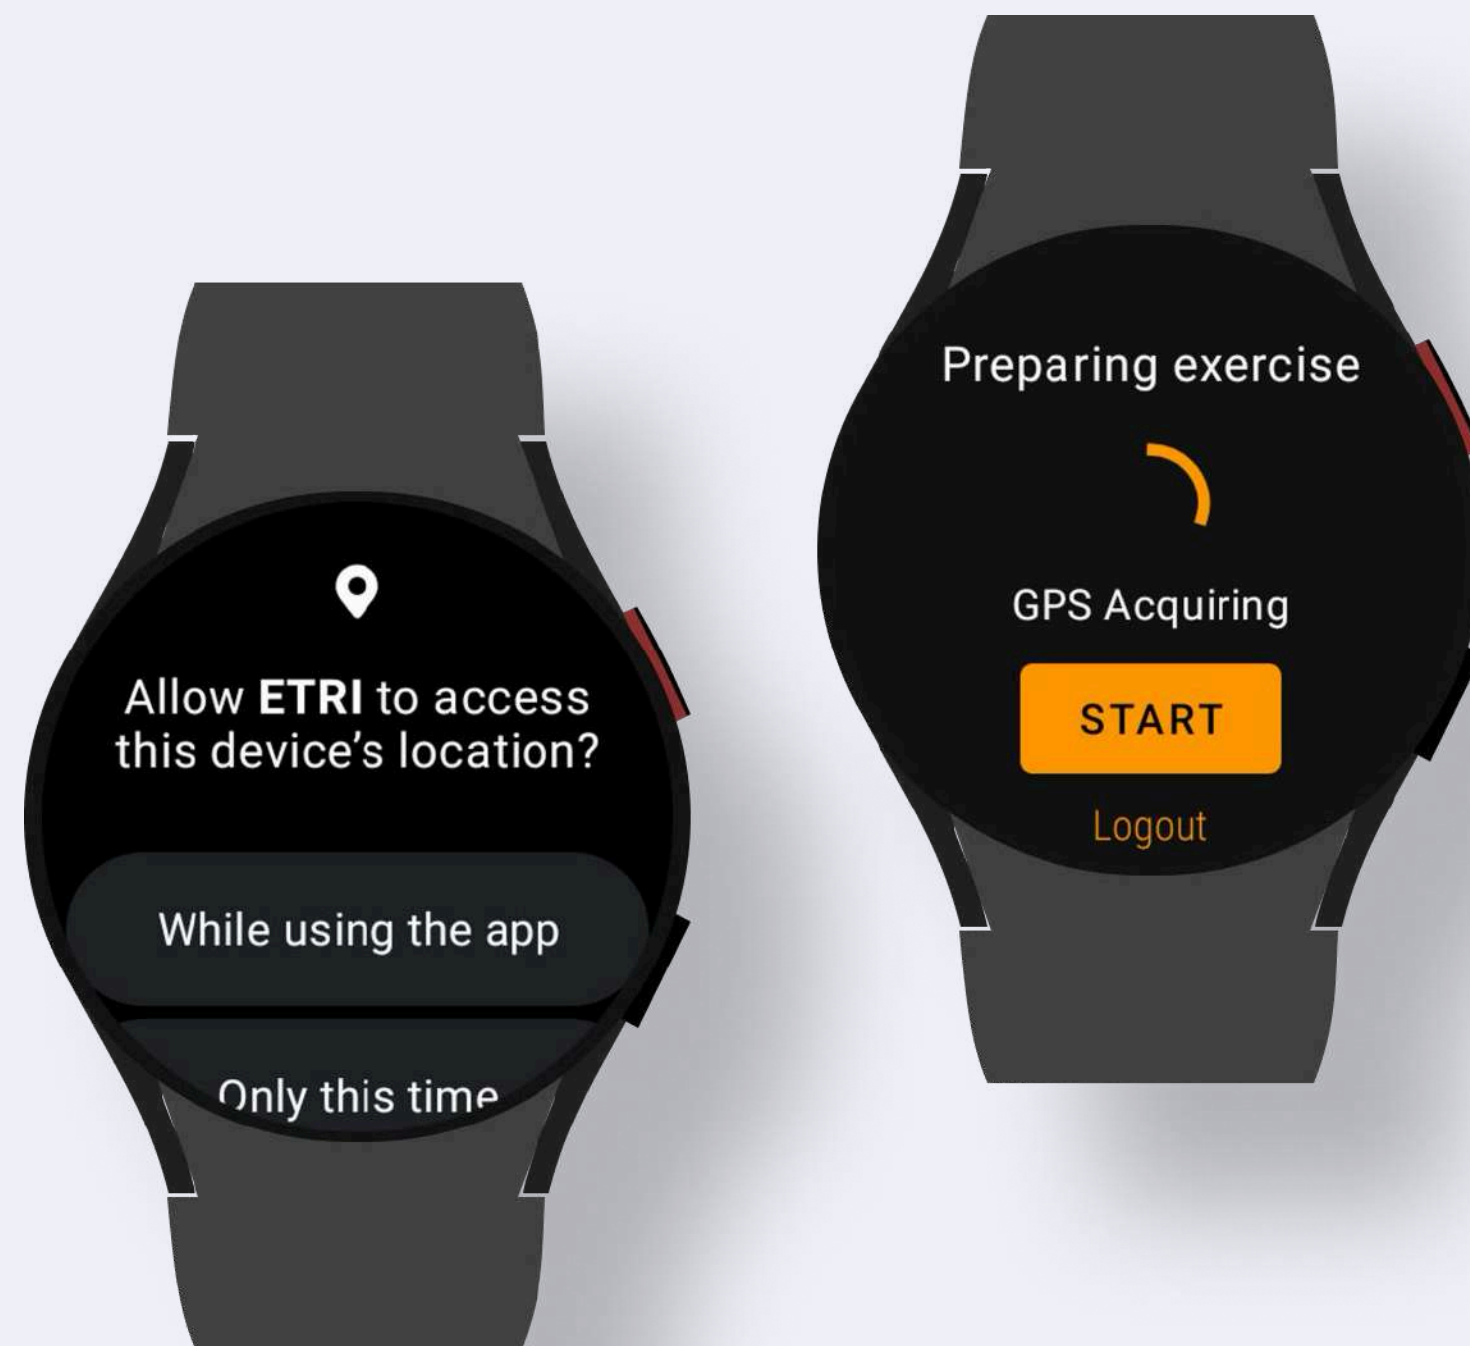 Allow ETRI to access
this device’s location?
While using the app
Only this time
Preparing exercise
GPS Acquiring
START
Logout